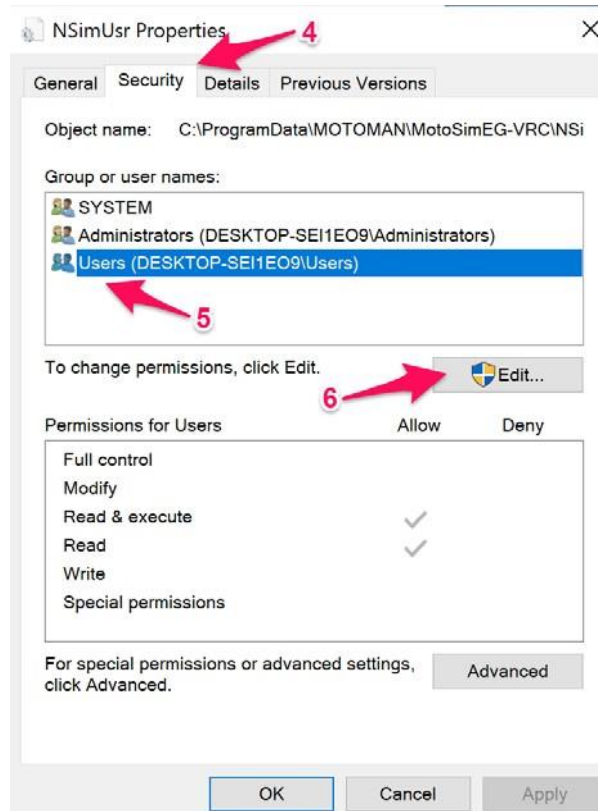 NSimUsr Properties
4
General Security Details Previous Versions
Object name: C:\ProgramData\MOTOMAN\MotoSimEG-VRC\NSi
Group or user names:
SYSTEM
Administrators (DESKTOP-SEI1EO9\Administrators)
Users (DESKTOP-SEI1EO9\Users)
5
To change permissions, click Edit.
Edit...
6
Permissions for Users Allow Deny
Full control
Modify
Read & execute
Read
Write
Special permissions
For special permissions or advanced settings,
click Advanced.
Advanced
OK Cancel Apply